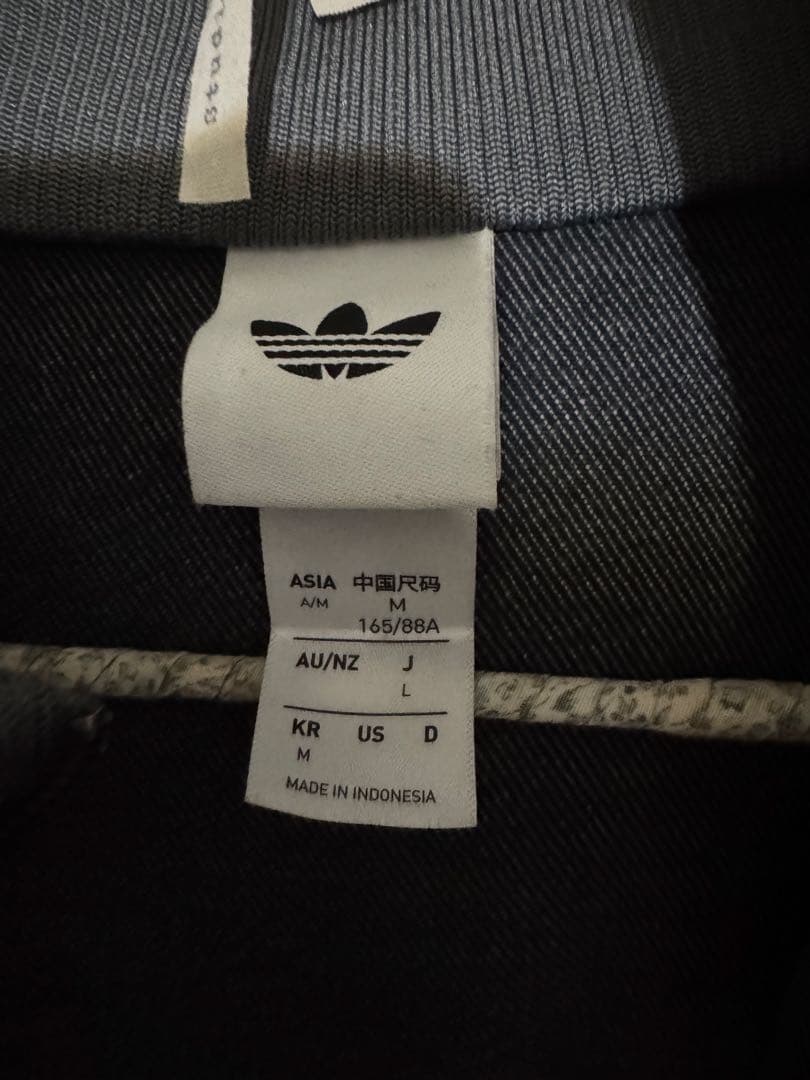 ASIA 中国尺码
A/M M
165/88A
AU/NZ J
L
KR US D
M
MADE IN INDONESIA